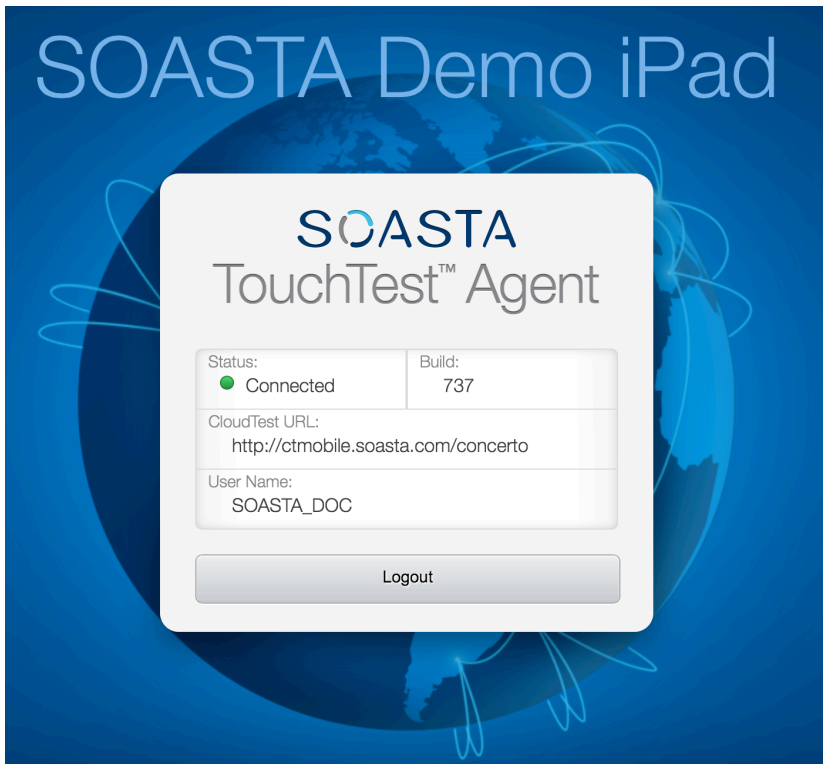 SOASTA Demo iPad
SOASTA
TouchTest™ Agent
Status:
Connected
Build:
737
CloudTest URL:
http://ctmobile.soasta.com/concerto
User Name:
SOASTA_DOC
Logout